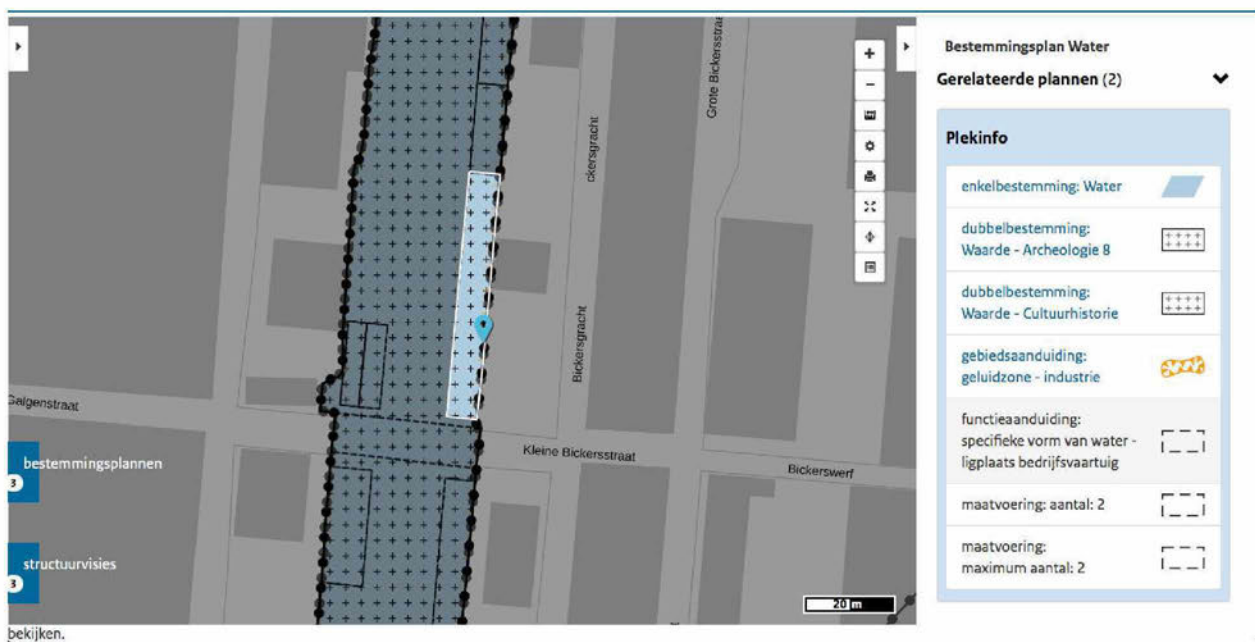 Bestemmingsplan Water
Gerelateerde plannen (2)
Plekinfo
enkelbestemming: Water
dubbelbestemming:
Waarde - Archeologie 8
dubbelbestemming:
Waarde - Cultuurhistorie
gebiedsaanduiding:
geluidzone - industrie
functieaanduiding:
specifieke vorm van water -
ligplaats bedrijfsvaartuig
maatvoering: aantal: 2
maatvoering:
maximum aantal: 2
Grote Bickersstraa
ckersgracht
Bickersgracht
Galgenstraat
Kleine Bickersstraat
Bickerswerf
bestemmingsplannen
3
structuurvisies
3
20 m
bekijken.